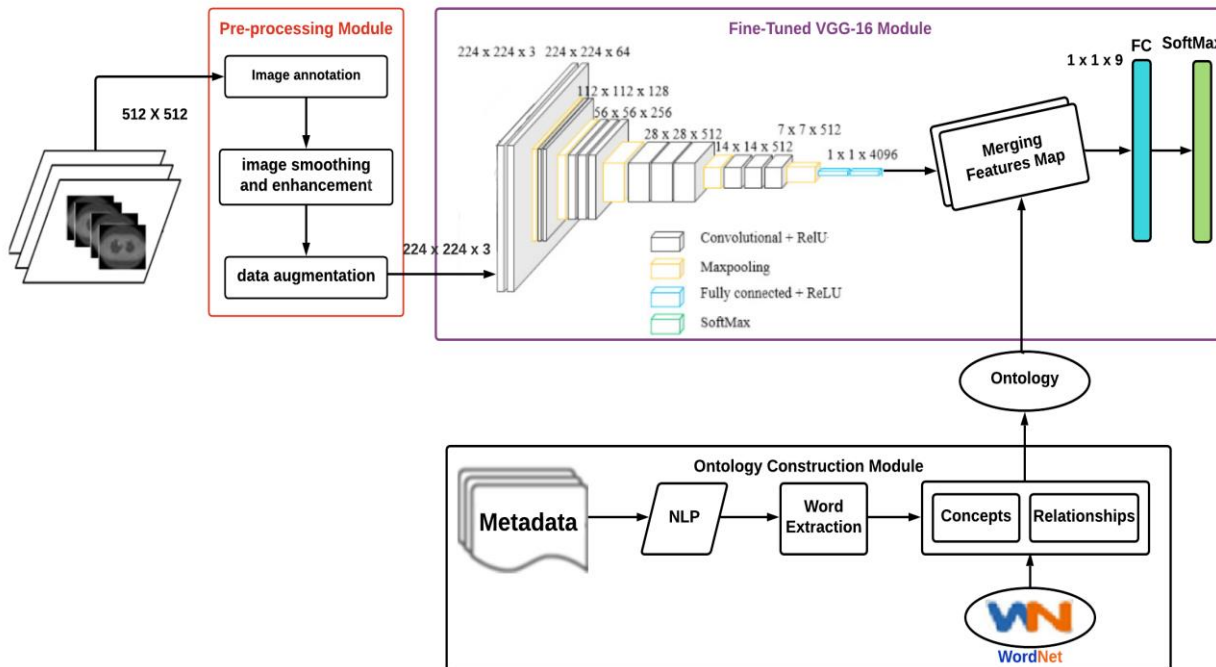 Pre-processing Module
Image annotation
512 X 512
image smoothing
and enhancement
data augmentation
224 x 224 x 3
Fine-Tuned VGG-16 Module
224 x 224 x 3
224 x 224 x 64
112 x 112 x 128
56 x 56 x 256
28 x 28 x 512
14 x 14 x 512
7 x 7 x 512
1 x 1 x 4096
Convolutional + RelU
Maxpooling
Fully connected + ReLU
SoftMax
Merging
Features Map
1 x 1 x 9
FC
SoftMax
Ontology
Ontology Construction Module
Metadata
NLP
Word
Extraction
Concepts
Relationships
WN
WordNet